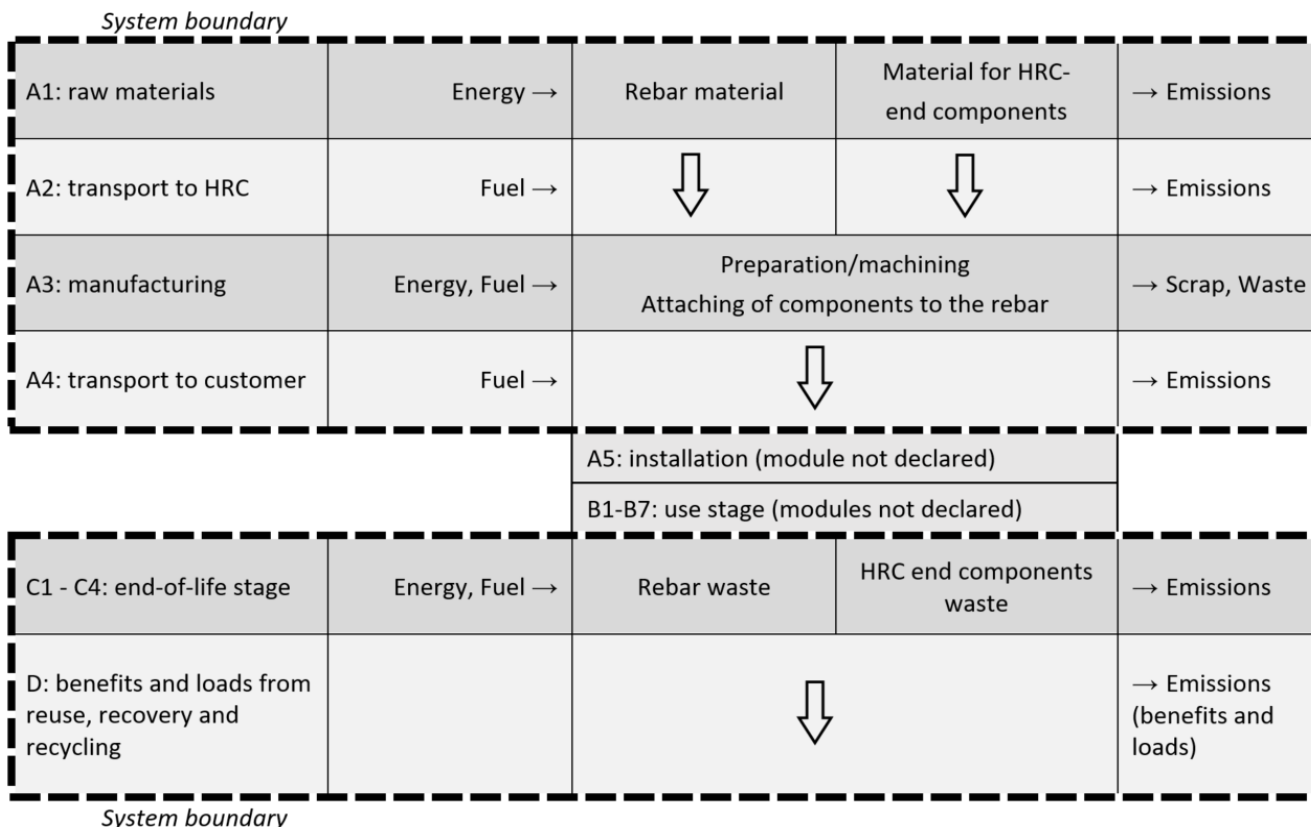 System boundary
A1: raw materials
Energy →
Rebar material
Material for HRC-
end components
→ Emissions
A2: transport to HRC
Fuel →
→ Emissions
A3: manufacturing
Energy, Fuel →
Preparation/machining
Attaching of components to the rebar
→ Scrap, Waste
A4: transport to customer
Fuel →
→ Emissions
A5: installation (module not declared)
B1-B7: use stage (modules not declared)
C1 - C4: end-of-life stage
Energy, Fuel →
Rebar waste
HRC end components
waste
→ Emissions
D: benefits and loads from
reuse, recovery and
recycling
→ Emissions
(benefits and
loads)
System boundary